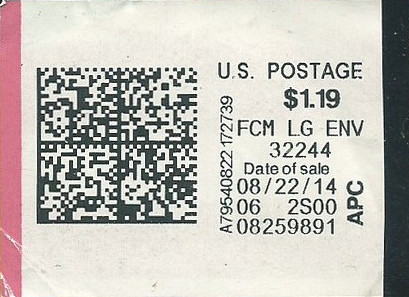 U.S. POSTAGE
$1.19
FCM LG ENV
32244
Date of sale
08/22/14
06 2S00
08259891
APC
A79540822172739